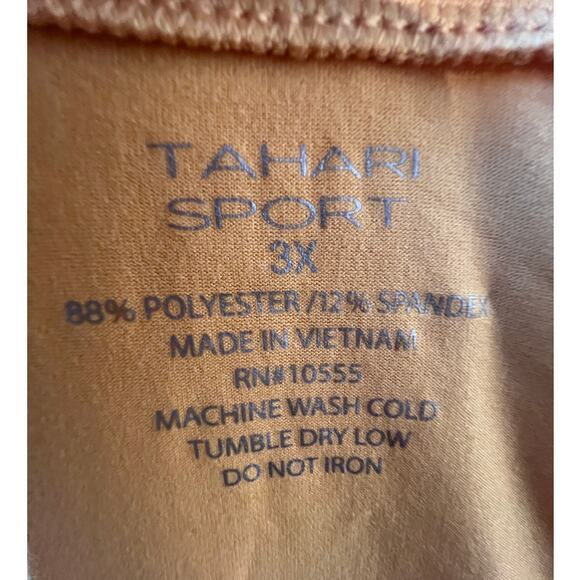 TAHARI
SPORT
3X
88% POLYESTER/12% SPANDEX
MADE IN VIETNAM
RN#10555
MACHINE WASH COLD
TUMBLE DRY LOW
DO NOT IRON